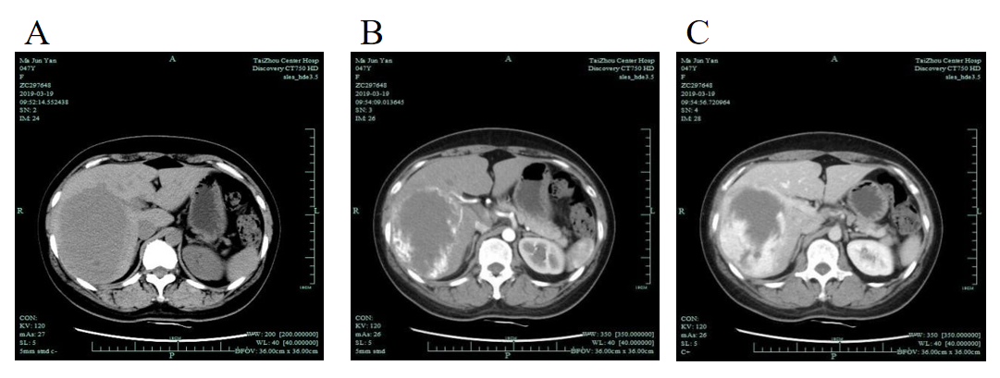 A
B
C
Ma Jun Yan
047Y
F
ZC297648
2019-03-19
09:52:14.552438
SN: 2
IM: 24
A
TaiZhou Center Hosp
Discovery CT750 HD
sles_hde3.5
R
L
CON:
KV: 120
mAs: 27
SL: 5
5mm smd c-
WW: 200 [200.000000]
WL: 40 [40.000000]
DFOV: 36.00cm x 36.00cm
P
Ma Jun Yan
047Y
F
ZC297648
2019-03-19
09:54:09.013645
SN: 3
IM: 26
A
TaiZhou Center Hosp
Discovery CT750 HD
sles_hde3.5
R
L
CON:
KV: 120
mAs: 26
SL: 5
5mm smd
WW: 350 [350.000000]
WL: 40 [40.000000]
DFOV: 36.00cm x 36.00cm
P
Ma Jun Yan
047Y
F
ZC297648
2019-03-19
09:54:56.720964
SN: 4
IM: 28
A
TaiZhou Center Hosp
Discovery CT750 HD
sles_hde3.5
R
L
CON:
KV: 120
mAs: 26
SL: 5
C+
WW: 350 [350.000000]
WL: 40 [40.000000]
DFOV: 36.00cm x 36.00cm
P